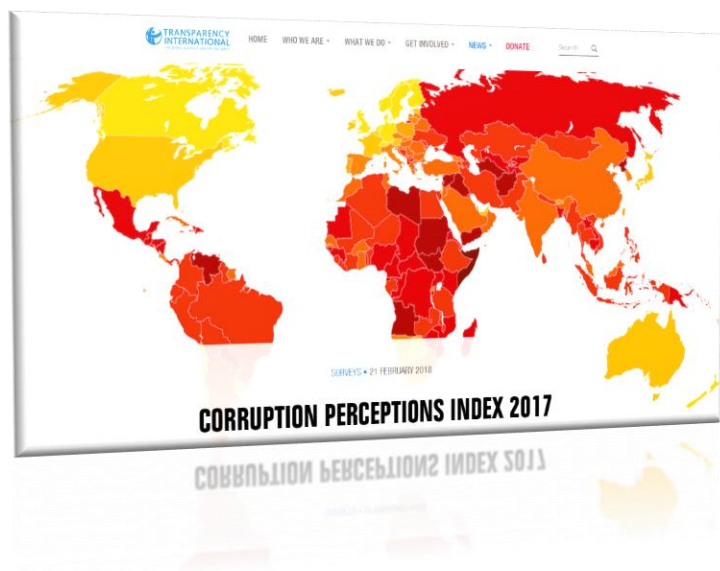 TRANSPARENCY
INTERNATIONAL
HOME WHO WE ARE WHAT WE DO GET INVOLVED NEWS DONATE Search
SURVEYS • 21 FEBRUARY 2018
CORRUPTION PERCEPTIONS INDEX 2017